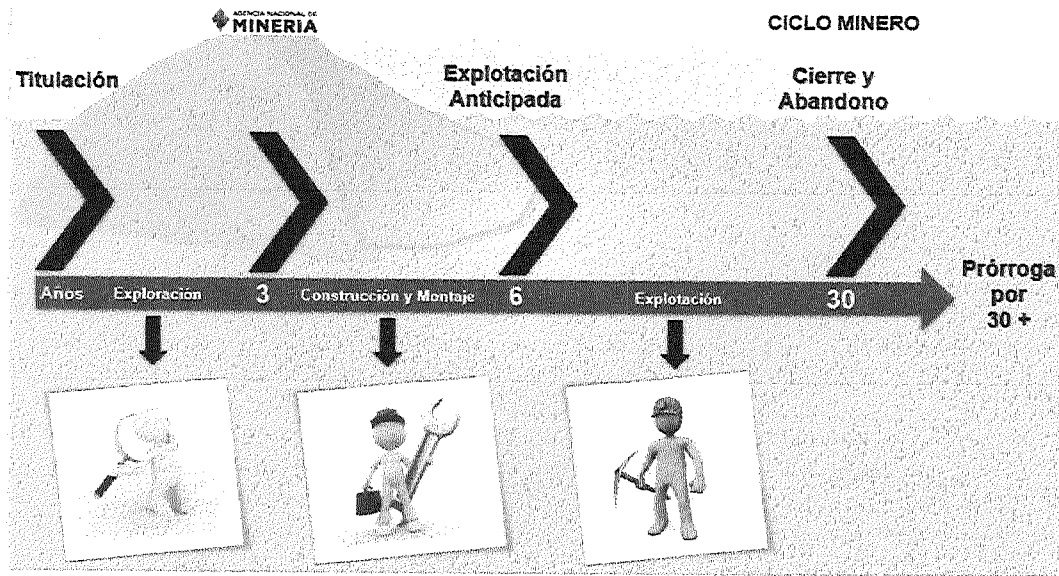 AGENCIA NACIONAL DE
MINERÍA
CICLO MINERO
Titulación
Explotación
Anticipada
Cierre y
Abandono
Años
Exploración
3
Construcción y Montaje
6
Explotación
30
Prórroga
por
30 +